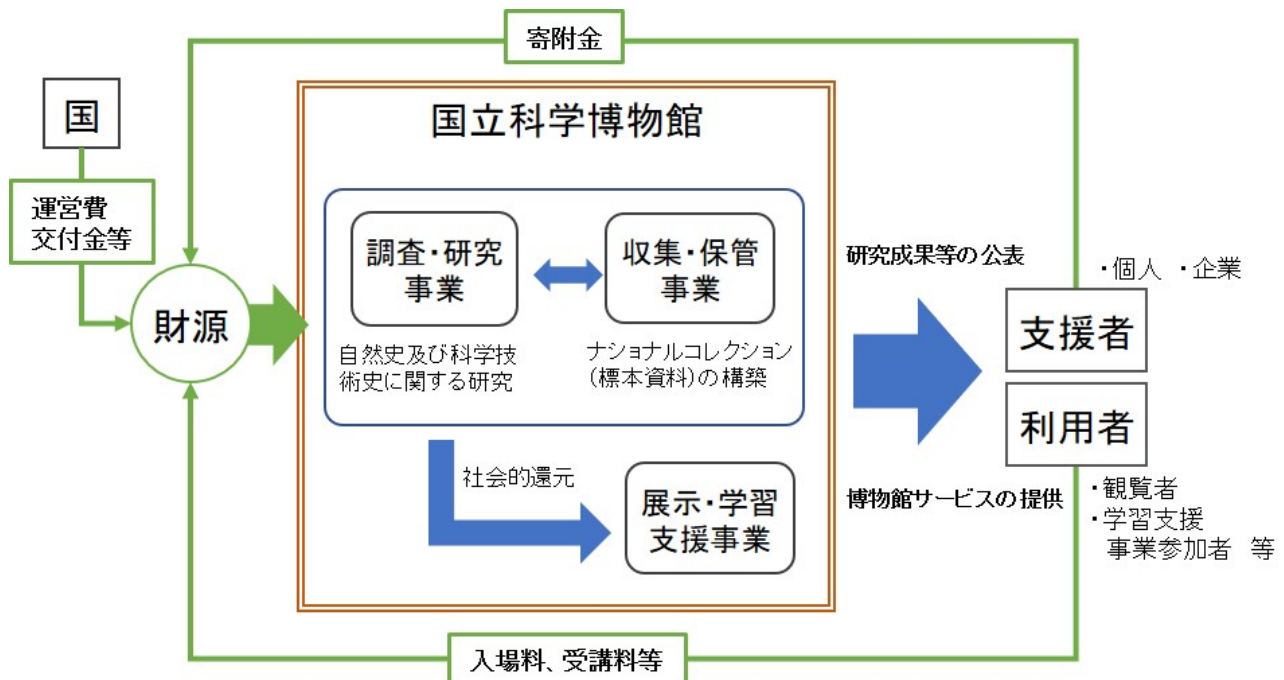 寄附金
国
国立科学博物館
運営費
交付金等
調査・研究
事業
収集・保管
事業
研究成果等の公表
・個人 ・企業
財源
支援者
自然史及び科学技
術史に関する研究
ナショナルコレクション
(標本資料)の構築
利用者
社会的還元
展示・学習
支援事業
博物館サービスの提供
・観覧者
・学習支援
事業参加者 等
入場料、受講料等